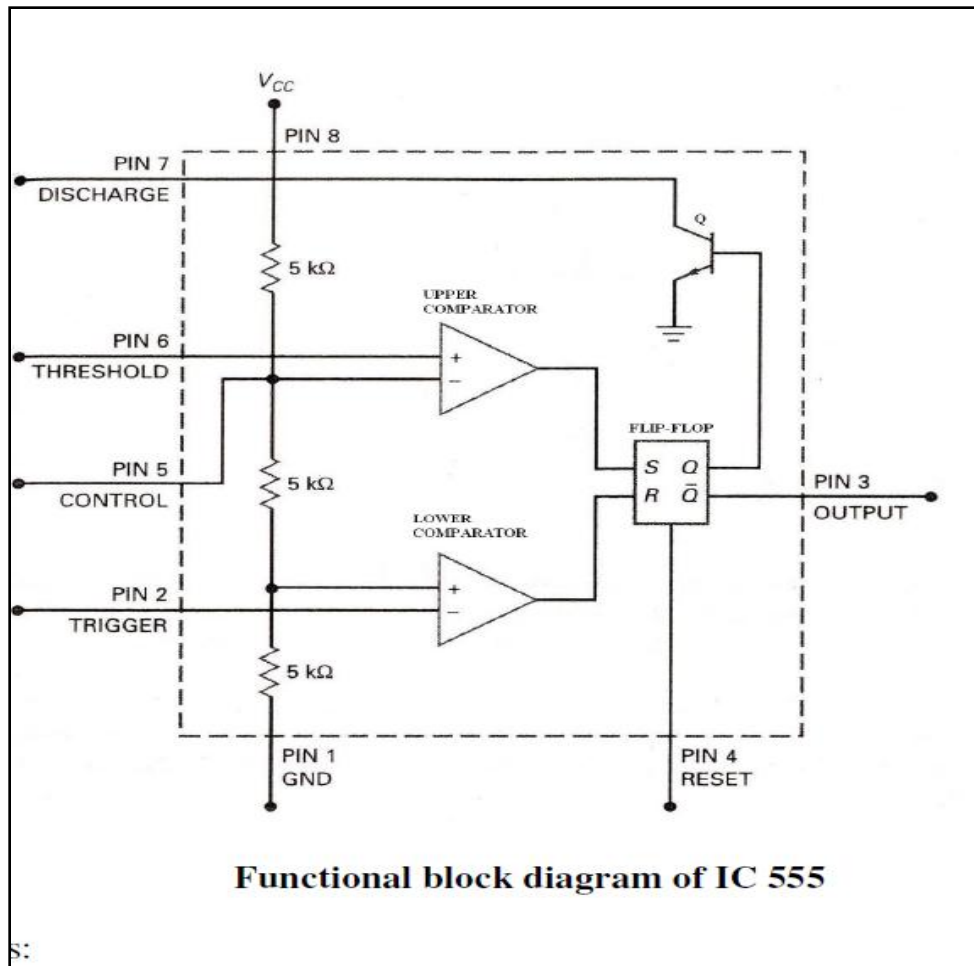 VCC
PIN 8
PIN 7
DISCHARGE
Q
5 kΩ
UPPER
COMPARATOR
PIN 6
THRESHOLD
+
−
FLIP-FLOP
S Q
R Q̅
PIN 5
CONTROL
5 kΩ
PIN 3
OUTPUT
LOWER
COMPARATOR
PIN 2
TRIGGER
+
−
5 kΩ
PIN 1
GND
PIN 4
RESET
Functional block diagram of IC 555
s: